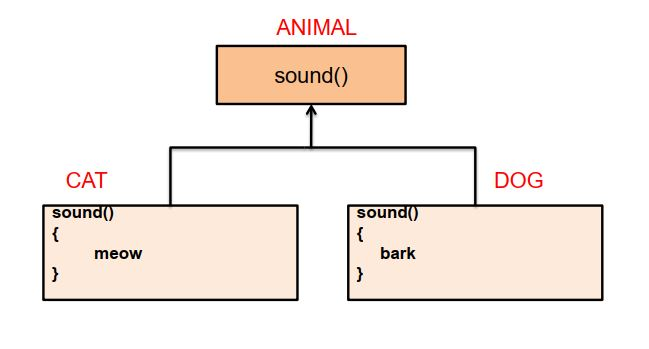 ANIMAL
sound()
CAT
sound()
{
meow
}
DOG
sound()
{
bark
}